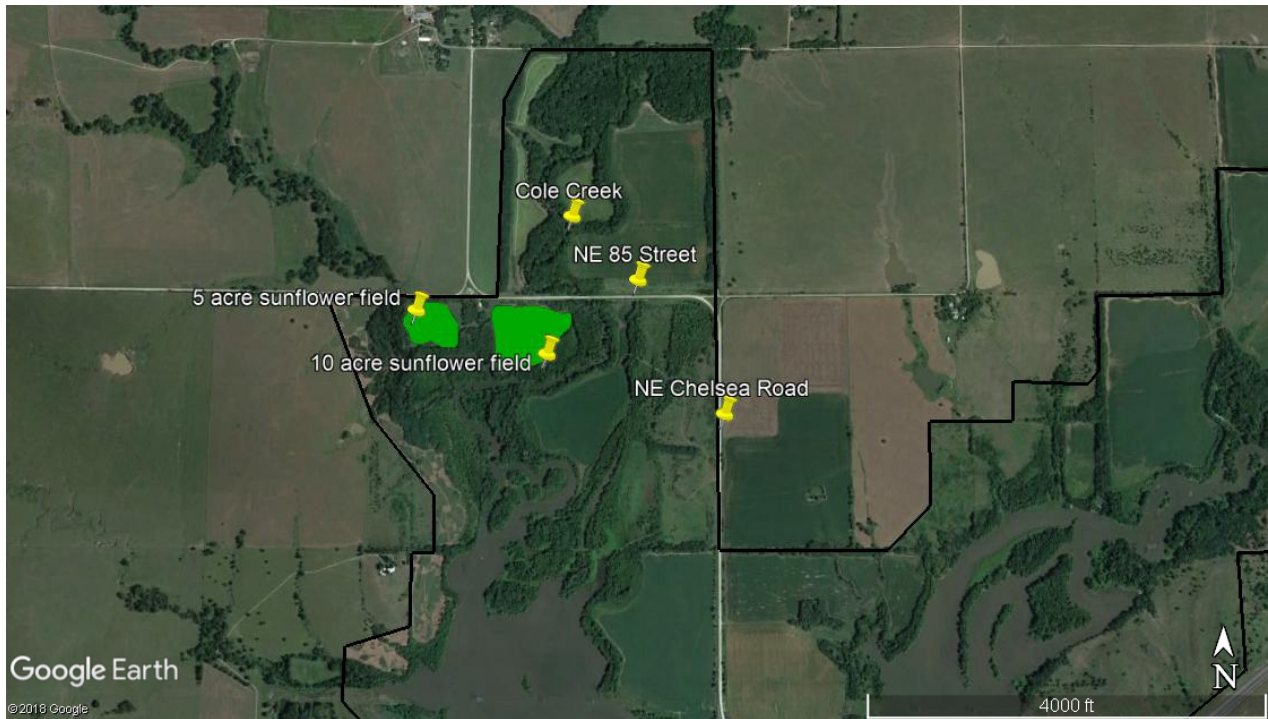 Cole Creek
NE 85 Street
5 acre sunflower field
10 acre sunflower field
NE Chelsea Road
Google Earth
©2018 Google
N
4000 ft